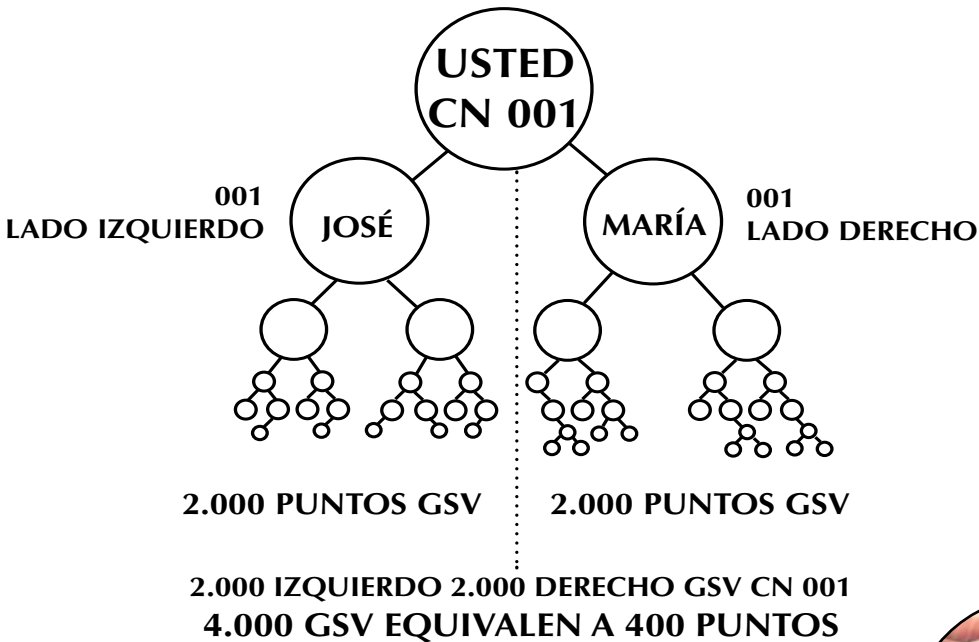 USTED
CN 001
001
LADO IZQUIERDO
JOSÉ
MARÍA
001
LADO DERECHO
2.000 PUNTOS GSV
2.000 PUNTOS GSV
2.000 IZQUIERDO 2.000 DERECHO GSV CN 001
4.000 GSV EQUIVALEN A 400 PUNTOS